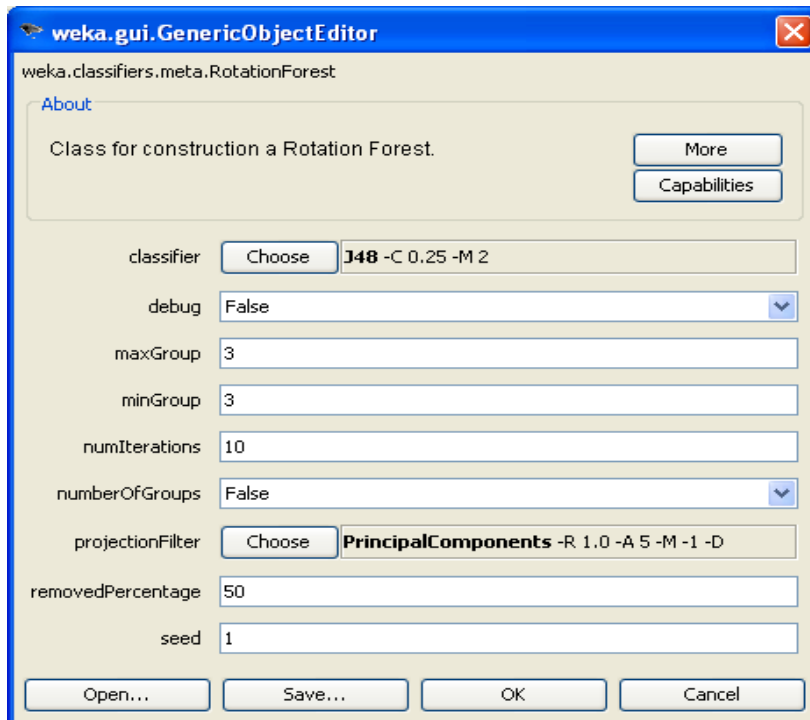 weka.gui.GenericObjectEditor
weka.classifiers.meta.RotationForest
About
Class for construction a Rotation Forest.
More
Capabilities
classifier Choose J48 -C 0.25 -M 2
debug False
maxGroup 3
minGroup 3
numIterations 10
numberOfGroups False
projectionFilter Choose PrincipalComponents -R 1.0 -A 5 -M -1 -D
removedPercentage 50
seed 1
Open... Save... OK Cancel